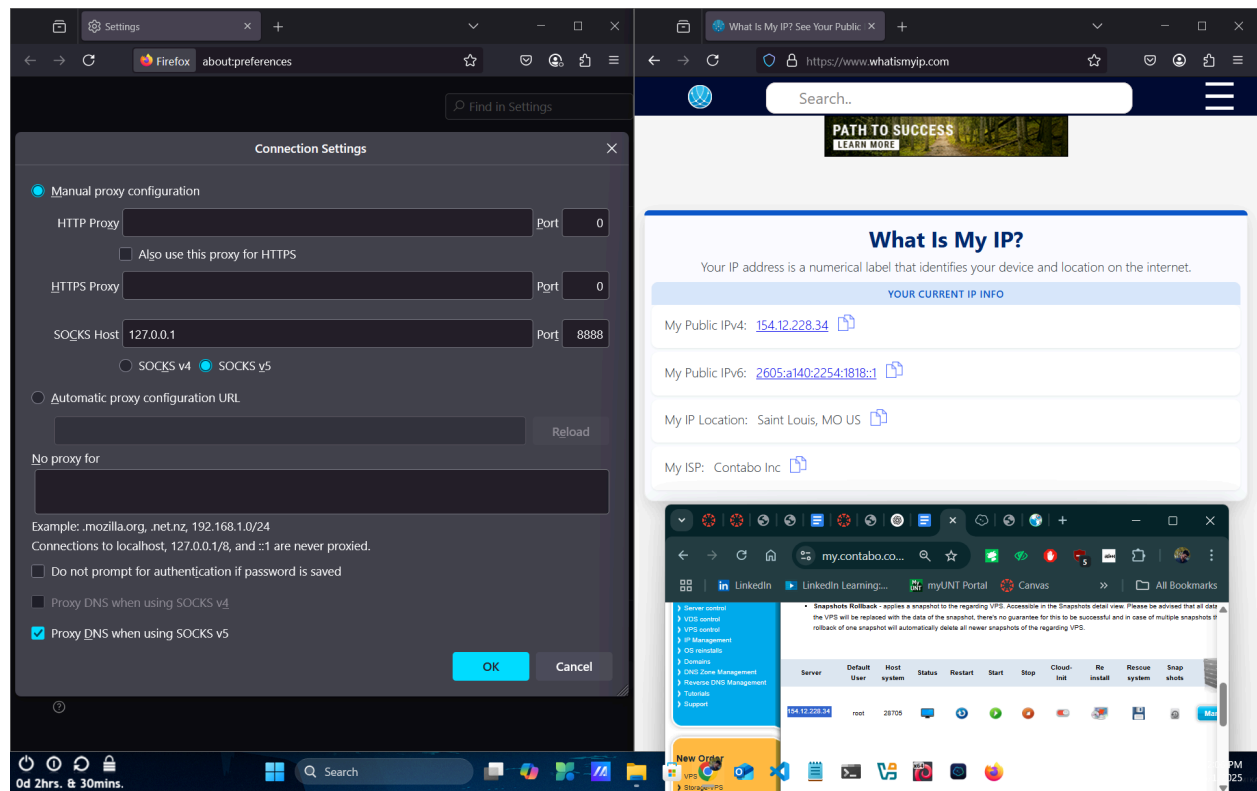 Settings
Firefox about:preferences
Find in Settings
Connection Settings
Manual proxy configuration
HTTP Proxy
Port 0
Also use this proxy for HTTPS
HTTPS Proxy
Port 0
SOCKS Host 127.0.0.1
Port 8888
SOCKS v4 SOCKS v5
Automatic proxy configuration URL
Reload
No proxy for
Example: .mozilla.org, .net.nz, 192.168.1.0/24
Connections to localhost, 127.0.0.1/8, and ::1 are never proxied.
Do not prompt for authentication if password is saved
Proxy DNS when using SOCKS v4
Proxy DNS when using SOCKS v5
OK Cancel
What Is My IP? See Your Public
https://www.whatismyip.com
Search..
PATH TO SUCCESS
LEARN MORE
What Is My IP?
Your IP address is a numerical label that identifies your device and location on the internet.
YOUR CURRENT IP INFO
My Public IPv4: 154.12.228.34
My Public IPv6: 2605:a140:2254:1818::1
My IP Location: Saint Louis, MO US
My ISP: Contabo Inc
my.contabo.co...
5
LinkedIn LinkedIn Learning:... myUNT Portal Canvas » All Bookmarks
Server control
VDS control
VPS control
IP Management
OS reinstalls
Domains
DNS Zone Management
Reverse DNS Management
Tutorials
Support
New Order
VPS
Storage VPS
Snapshots Rollback - applies a snapshot to the regarding VPS. Accessible in the Snapshots detail view. Please be advised that all data
the VPS will be replaced with the data of the snapshot, there's no guarantee for this to be successful and in case of multiple snapshots th
rollback of one snapshot will automatically delete all newer snapshots of the regarding VPS.
Server Default User Host system Status Restart Start Stop Cloud-Init Re install Rescue system Snap shots
154.12.228.34 root 28705 Man
0d 2hrs. & 30mins.
Search
PM
025